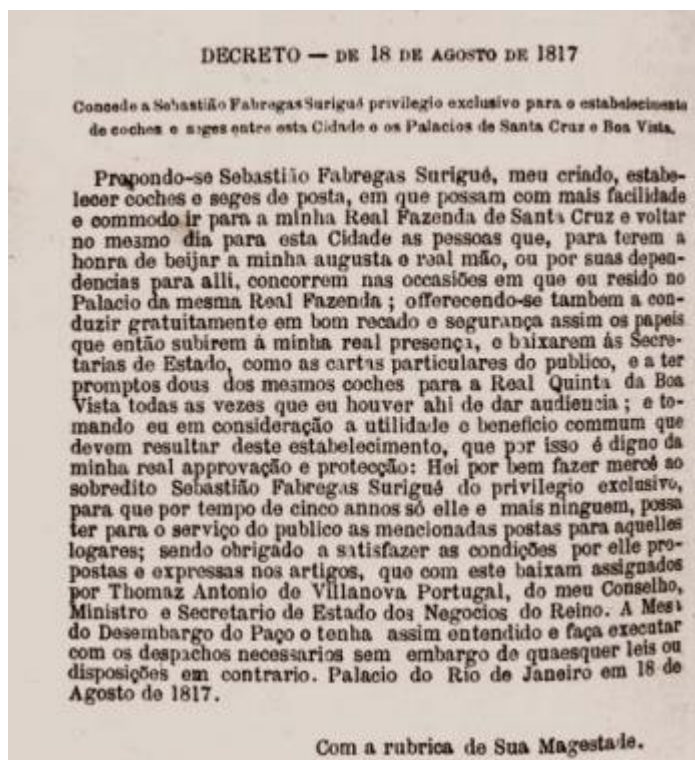 DECRETO — DE 18 DE AGOSTO DE 1817
Concede a Sebastião Fabregas Surigué privilegio exclusivo para o estabelecimento
de coches e seges entre esta Cidade e os Palacios de Santa Cruz e Boa Vista.
Propondo-se Sebastião Fabregas Surigué, meu criado, estabe-
lecer coches e seges de posta, em que possam com mais facilidade
e commodo ir para a minha Real Fazenda de Santa Cruz e voltar
no mesmo dia para esta Cidade as pessoas que, para terem a
honra de beijar a minha augusta e real mão, ou por suas depen-
dencias para alli, concorrem nas occasiões em que eu resido no
Palacio da mesma Real Fazenda ; offerecendo-se tambem a con-
duzir gratuitamente em bom recado e segurança assim os papeis
que então subirem á minha real presença, e baixarem ás Secre-
tarias de Estado, como as cartas particulares do publico, e a ter
promptos dous dos mesmos coches para a Real Quinta da Boa
Vista todas as vezes que eu houver ahi de dar audiencia ; e to-
mando eu em consideração a utilidade e beneficio commum que
devem resultar deste estabelecimento, que por isso é digno da
minha real approvação e protecção: Hei por bem fazer mercê ao
sobredito Sebastião Fabregas Surigué do privilegio exclusivo,
para que por tempo de cinco annos só elle e mais ninguem, possa
ter para o serviço do publico as mencionadas postas para aquelles
logares; sendo obrigado a satisfazer as condições por elle pro-
postas e expressas nos artigos, que com este baixam assignados
por Thomaz Antonio de Villanova Portugal, do meu Conselho,
Ministro e Secretario de Estado dos Negocios do Reino. A Mesa
do Desembargo do Paço o tenha assim entendido e faça executar
com os despachos necessarios sem embargo de quaesquer leis ou
disposições em contrario. Palacio do Rio de Janeiro em 18 de
Agosto de 1817.
Com a rubrica de Sua Magestade.